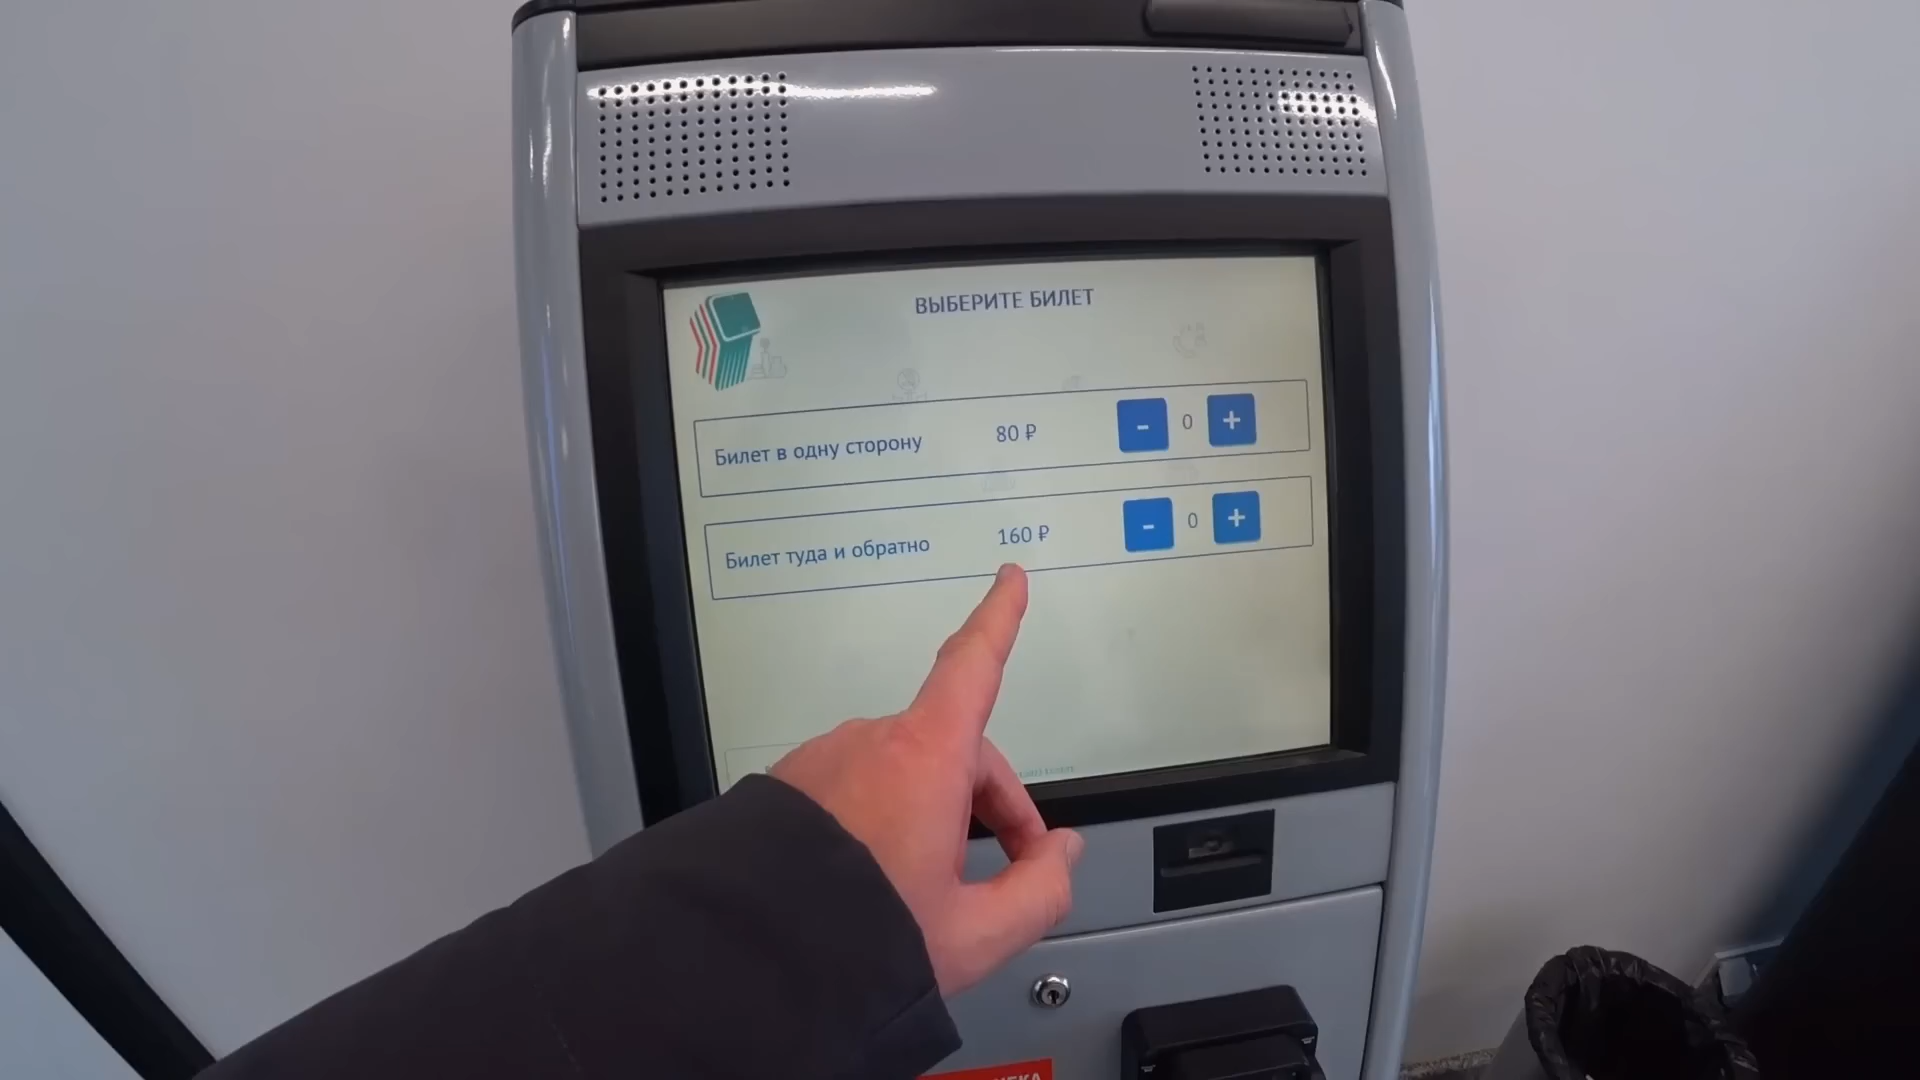 ВЫБЕРИТЕ БИЛЕТ
Билет в одну сторону 80 ₽ - 0 +
Билет туда и обратно 160 ₽ - 0 +